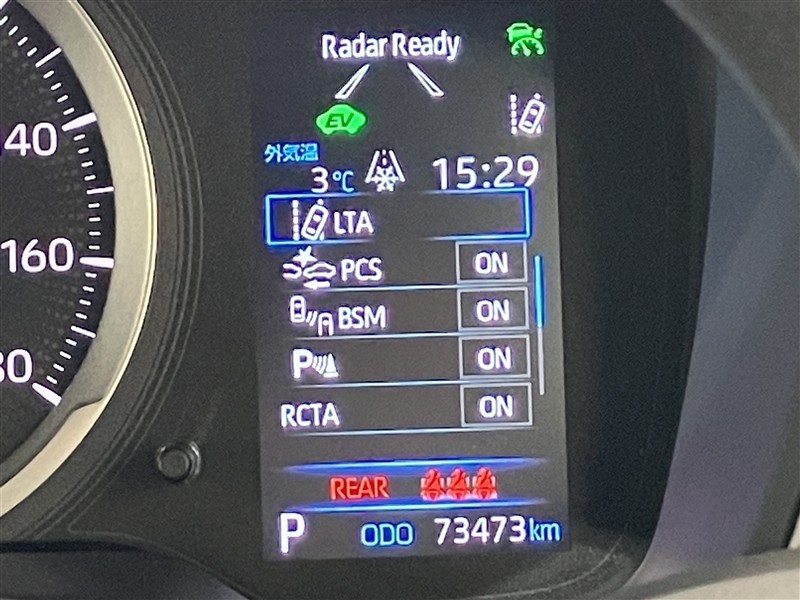 Radar Ready
EV
外気温
3℃ 15:29
40
LTA
160
PCS ON
BSM ON
P ON
80
RCTA ON
REAR
P ODO 73473km